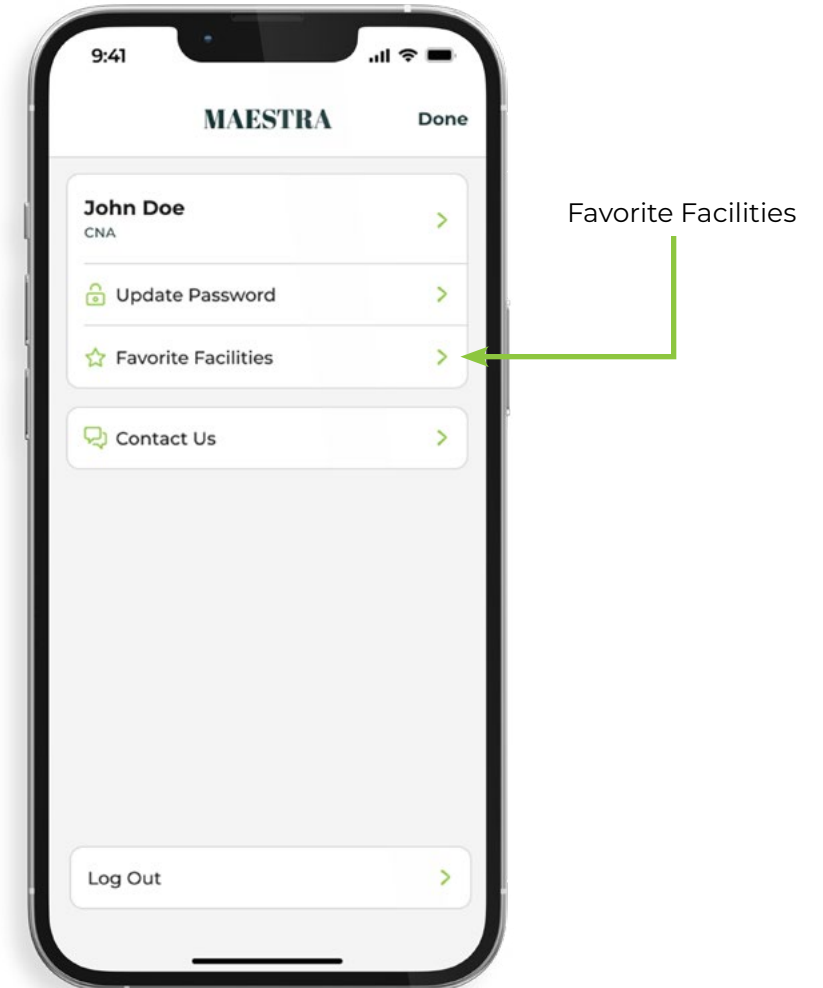 9:41
MAESTRA
Done
John Doe
CNA
Update Password
Favorite Facilities
Contact Us
Log Out
Favorite Facilities